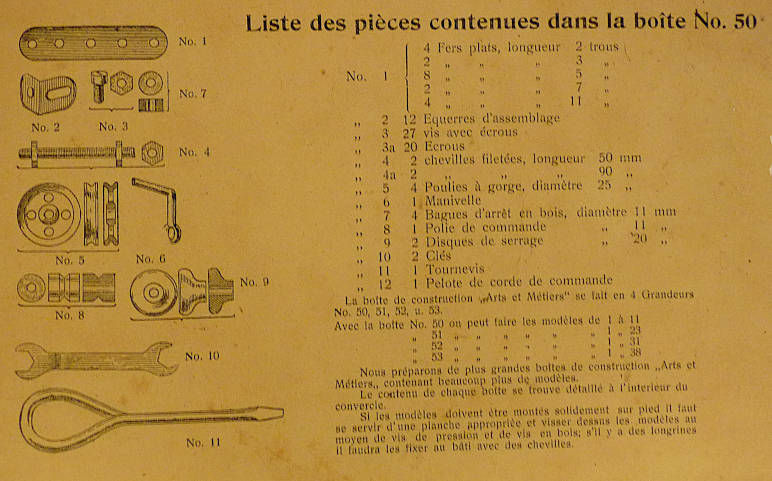 Liste des pièces contenues dans la boîte No. 50
No. 1
No. 2
No. 3
No. 7
No. 4
No. 5
No. 6
No. 8
No. 9
No. 10
No. 11
No. 1 4 Fers plats, longueur 2 trous
2 „ „ „ 3 „
8 „ „ „ 5 „
2 „ „ „ 7 „
4 „ „ „ 11 „
„ 2 12 Equerres d'assemblage
„ 3 27 vis avec écrous
„ 3a 20 Ecrous
„ 4 2 chevilles filetées, longueur 50 mm
„ 4a 2 „ „ „ 90 „
„ 5 4 Poulies à gorge, diamètre 25 „
„ 6 1 Manivelle
„ 7 4 Bagues d'arrêt en bois, diamètre 11 mm
„ 8 1 Polie de commande „ 11 „
„ 9 2 Disques de serrage „ 20 „
„ 10 2 Clés
„ 11 1 Tournevis
„ 12 1 Pelote de corde de commande
La boîte de construction „Arts et Métiers“ se fait en 4 Grandeurs
No. 50, 51, 52, u. 53.
Avec la boîte No. 50 on peut faire les modèles de 1 à 11
„ 51 „ „ „ „ „ 1 „ 23
„ 52 „ „ „ „ „ 1 „ 31
„ 53 „ „ „ „ „ 1 „ 38
Nous préparons de plus grandes boîtes de construction „Arts et
Métiers„ contenant beaucoup plus de modèles.
Le contenu de chaque boîte se trouve détaillé à l'interieur du
convercle.
Si les modèles doivent être montés solidement sur pied il faut
se servir d'une planche appropriée et visser dessus les modèles au
moyen de vis de pression et de vis en bois; s'il y a des longrines
il faudra les fixer au bâti avec des chevilles.